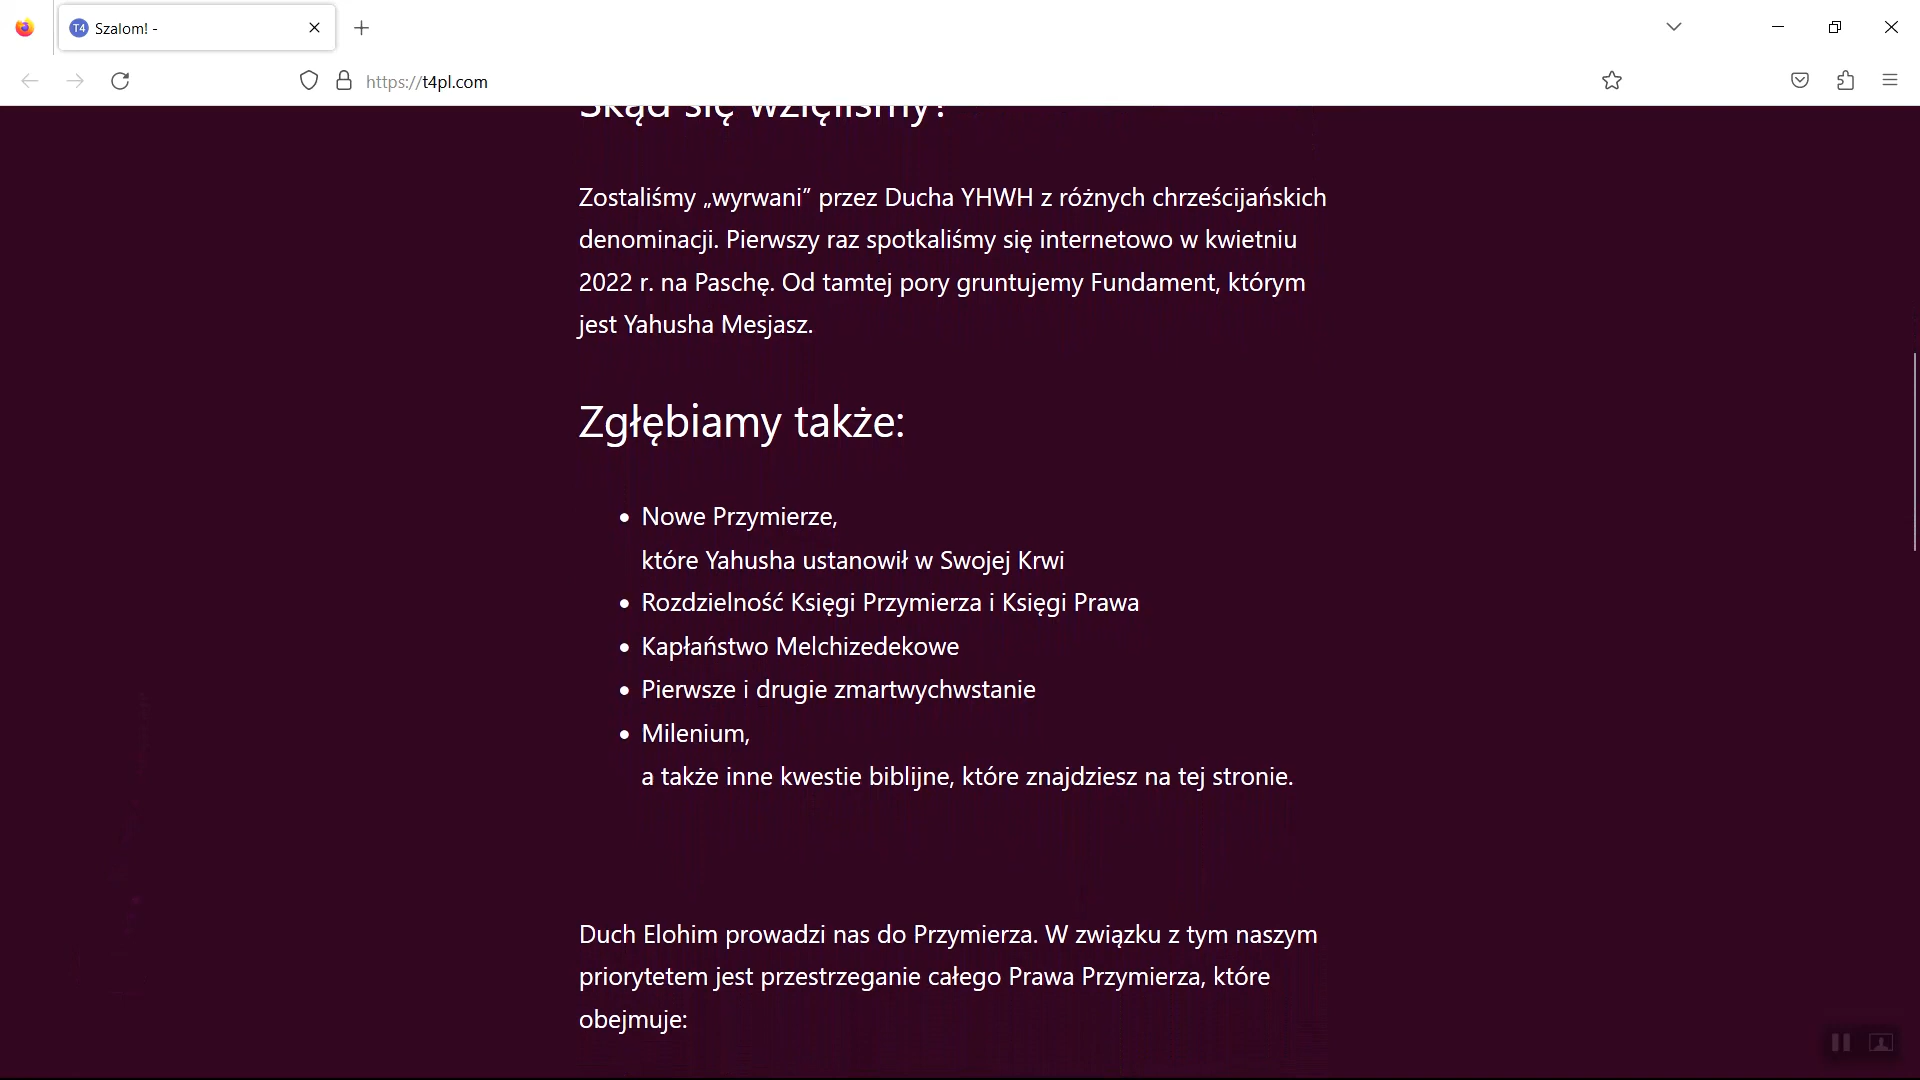 Szalom! -
https://t4pl.com
Skąd się wzięliśmy?
Zostaliśmy „wyrwani” przez Ducha YHWH z różnych chrześcijańskich
denominacji. Pierwszy raz spotkaliśmy się internetowo w kwietniu
2022 r. na Paschę. Od tamtej pory gruntujemy Fundament, którym
jest Yahusha Mesjasz.
Zgłębiamy także:
• Nowe Przymierze,
które Yahusha ustanowił w Swojej Krwi
• Rozdzielność Księgi Przymierza i Księgi Prawa
• Kapłaństwo Melchizedekowe
• Pierwsze i drugie zmartwychwstanie
• Milenium,
a także inne kwestie biblijne, które znajdziesz na tej stronie.
Duch Elohim prowadzi nas do Przymierza. W związku z tym naszym
priorytetem jest przestrzeganie całego Prawa Przymierza, które
obejmuje: